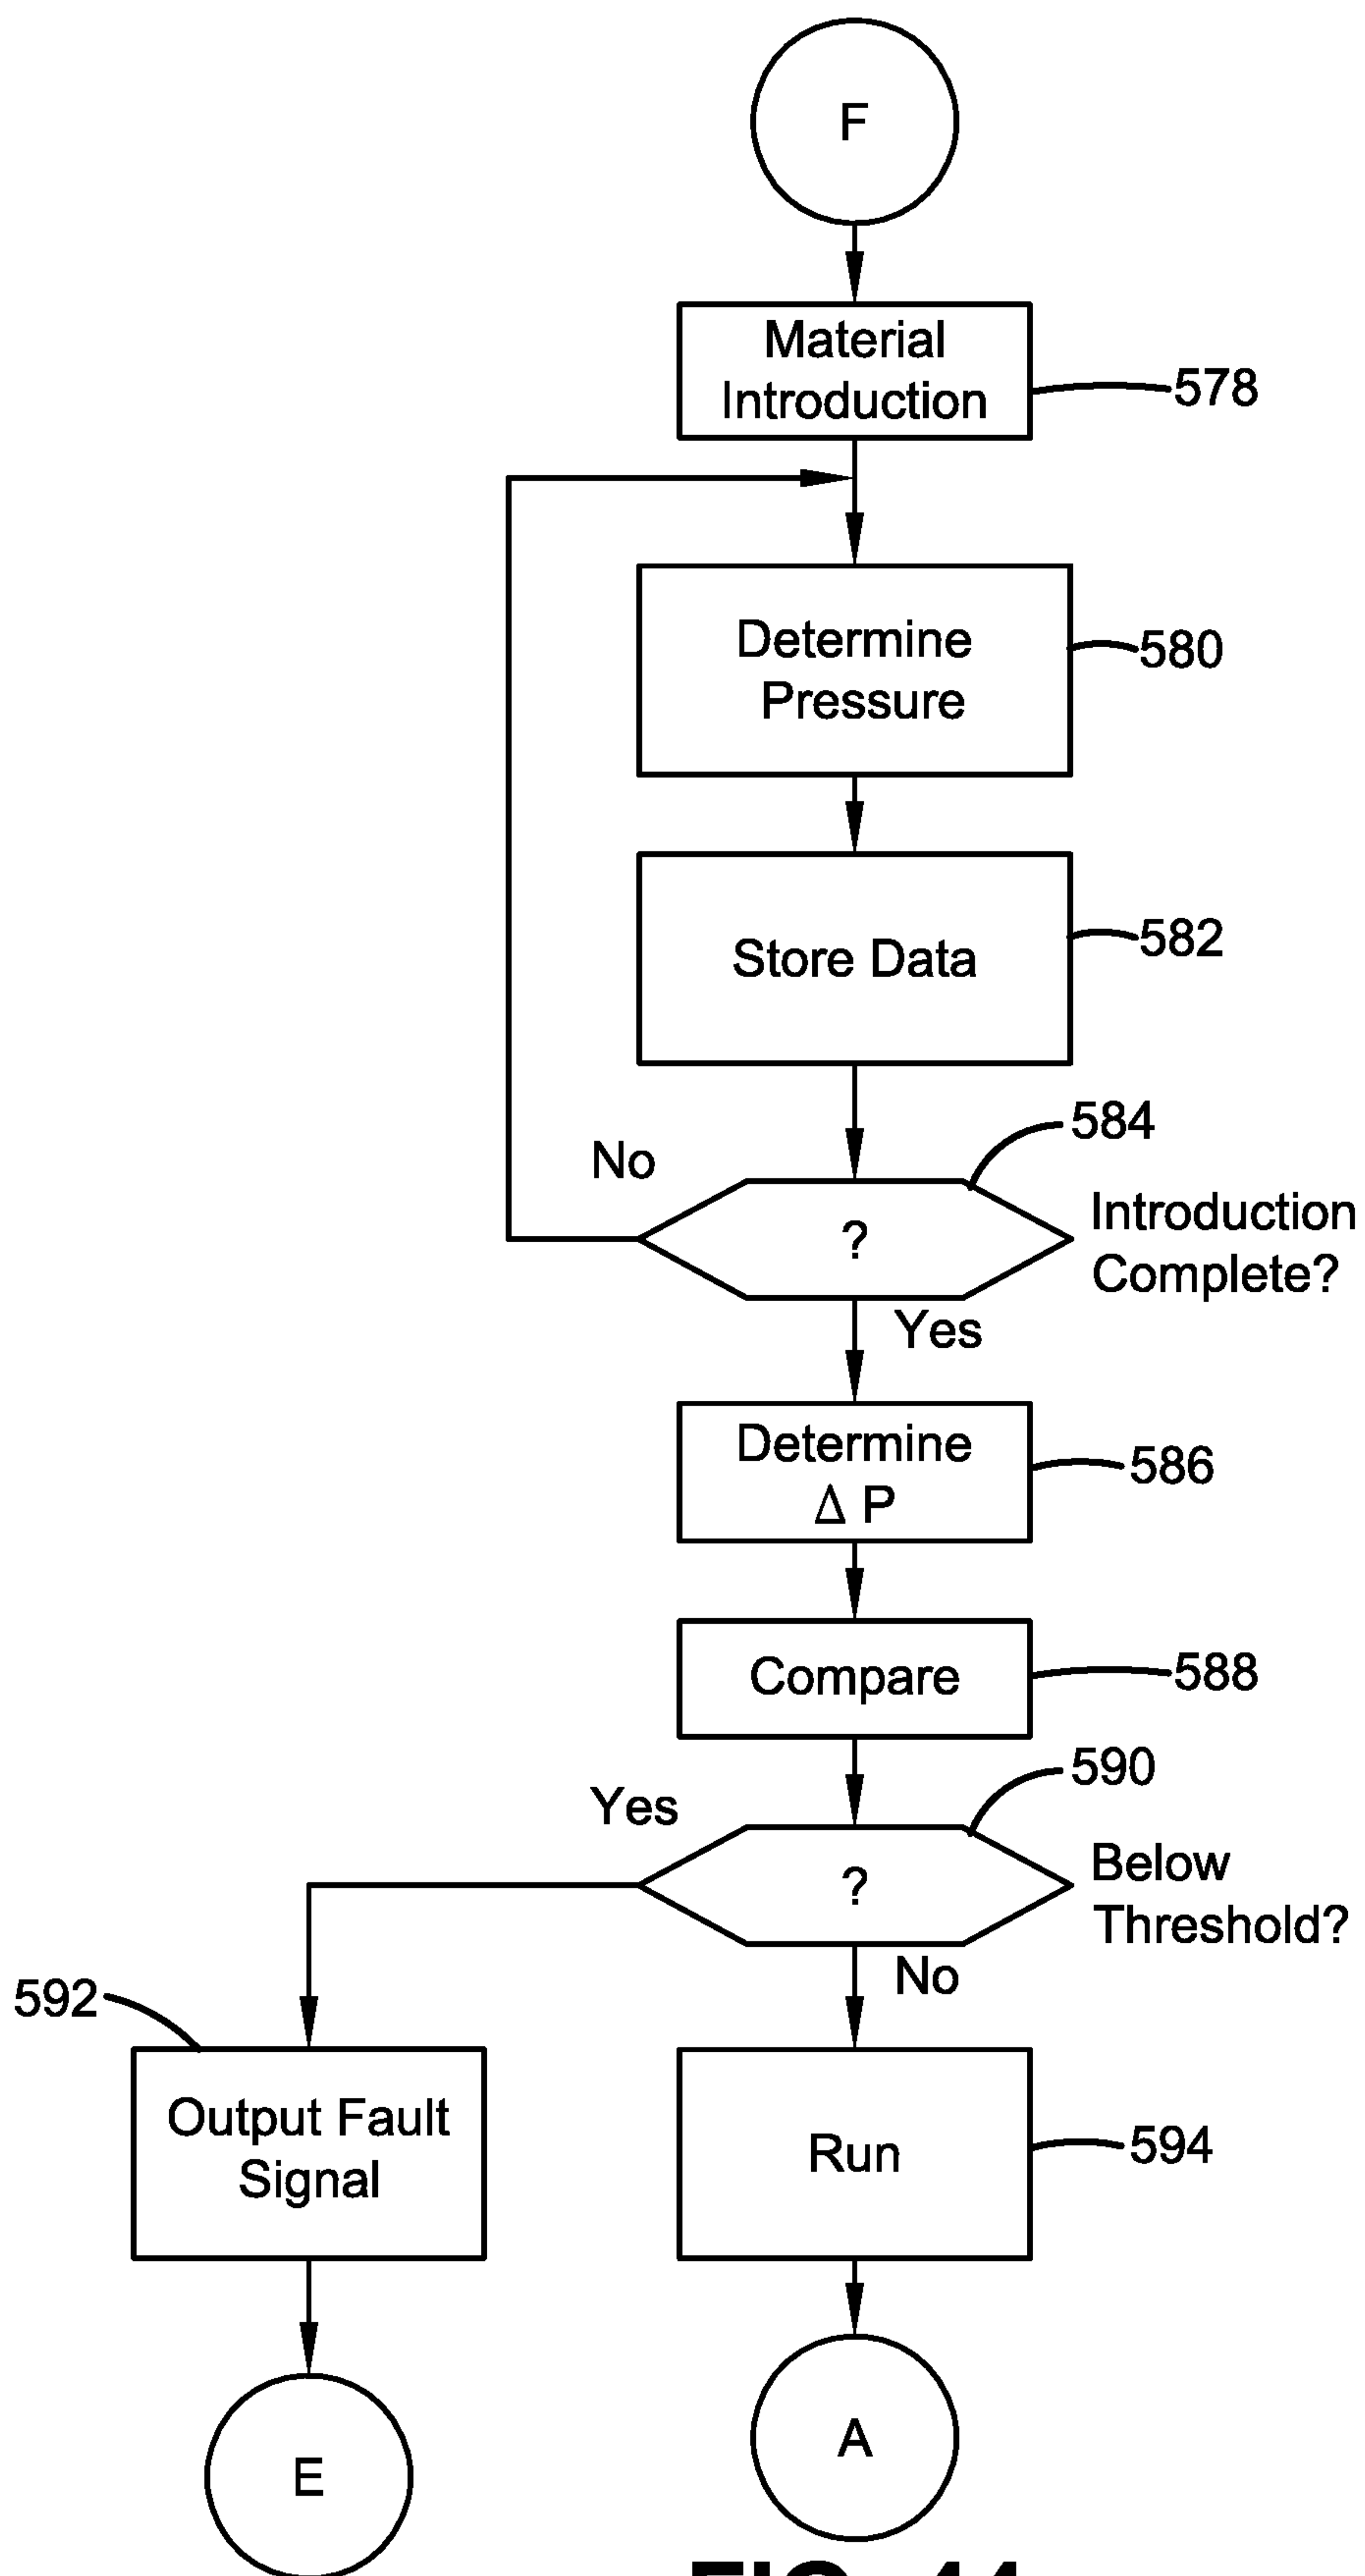 F
Material
Introduction
578
Determine
Pressure
580
Store Data
582
584
No
?
Introduction
Complete?
Yes
Determine
Δ P
586
Compare
588
590
Yes
?
Below
Threshold?
No
592
Output Fault
Signal
Run
594
A
E